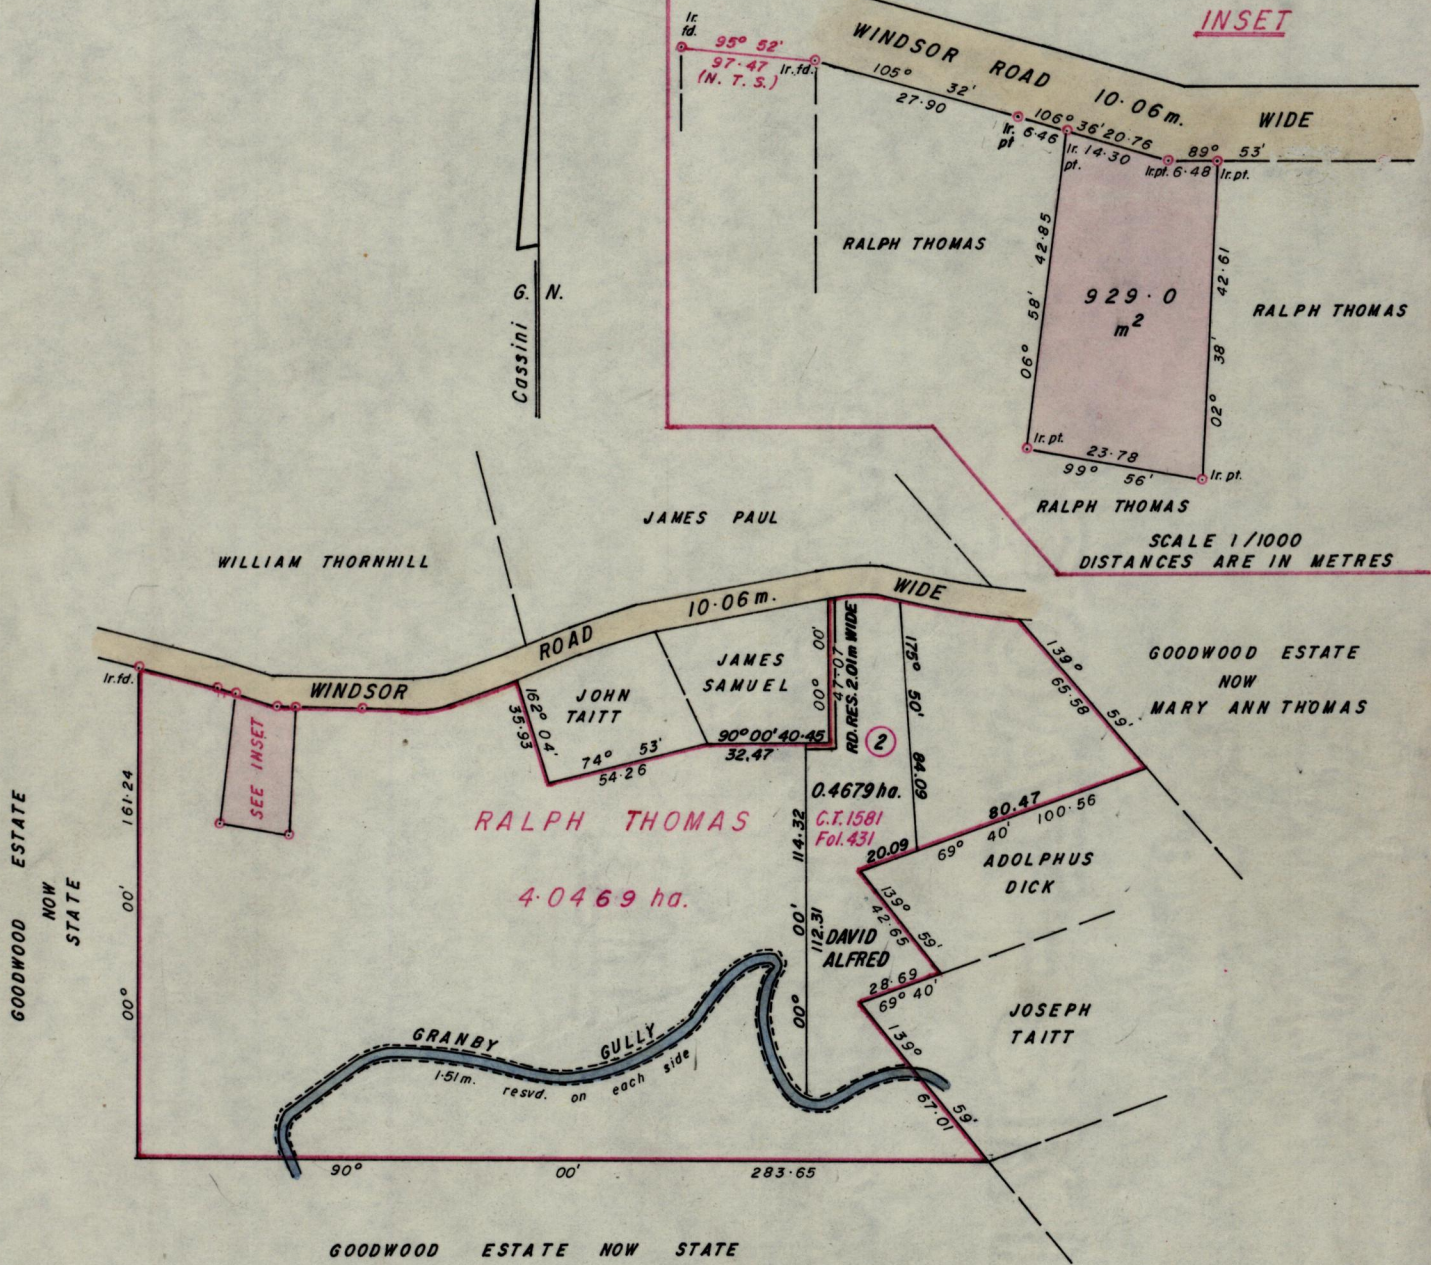 INSET
Ir.
fd.
95° 52'
97·47
(N. T. S.)
Ir.fd.
WINDSOR ROAD 10·06m. WIDE
105° 32'
27·90
Ir.
pt
6·46
106° 36' 20·76
Ir. 14·30
pt.
Ir.pt. 6·48
89° 53'
Ir.pt.
RALPH THOMAS
06° 58' 42·85
929·0
m²
02° 38' 42·61
RALPH THOMAS
Ir. pt.
23·78
99° 56'
Ir. pt.
RALPH THOMAS
SCALE 1/1000
DISTANCES ARE IN METRES
G. N.
Cassini
WILLIAM THORNHILL
JAMES PAUL
WINDSOR ROAD 10·06m. WIDE
Ir.fd.
SEE INSET
162° 04'
35·93
JOHN
TAITT
74° 53'
54·26
JAMES
SAMUEL
90°00'40·45
32.47
00° 00'
47·07
RD.RES.2.01m WIDE
175° 50' 84.09
2
139° 59'
65·58
GOODWOOD ESTATE
NOW
MARY ANN THOMAS
0.4679 ha.
C.T.1581
Fol.431
80.47
20.09
69° 40' 100·56
ADOLPHUS
DICK
RALPH THOMAS
4·0469 ha.
00° 00' 114.32
112.31
DAVID
ALFRED
139° 59'
42·65
28·69
69° 40'
JOSEPH
TAITT
139° 59'
67·01
GRANBY GULLY
1·51m. resvd. on each side
00° 00' 161·24
GOODWOOD ESTATE
NOW
STATE
90° 00' 283·65
GOODWOOD ESTATE NOW STATE